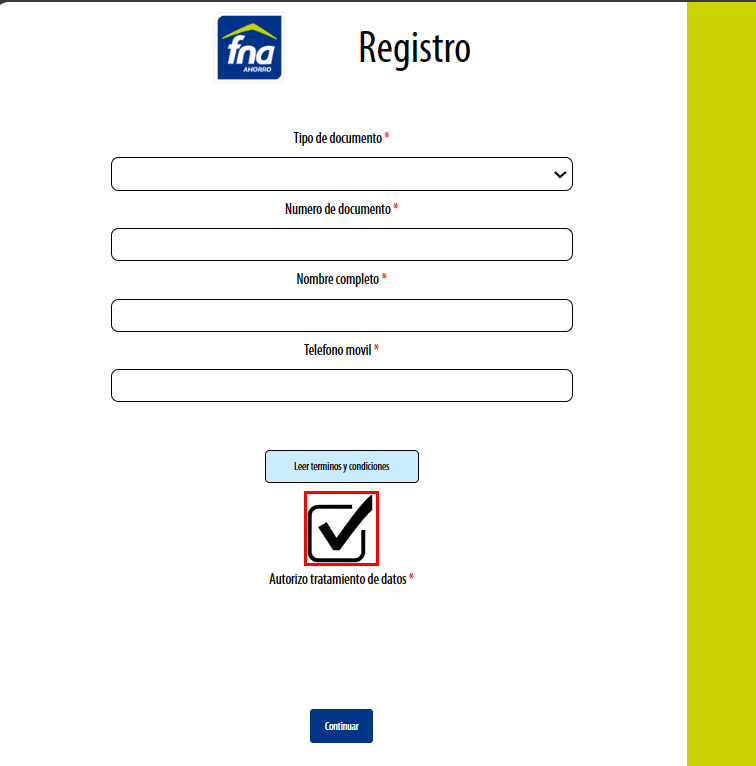 fna
AHORRO
Registro
Tipo de documento *
Numero de documento *
Nombre completo *
Telefono movil *
Leer terminos y condiciones
Autorizo tratamiento de datos *
Continuar